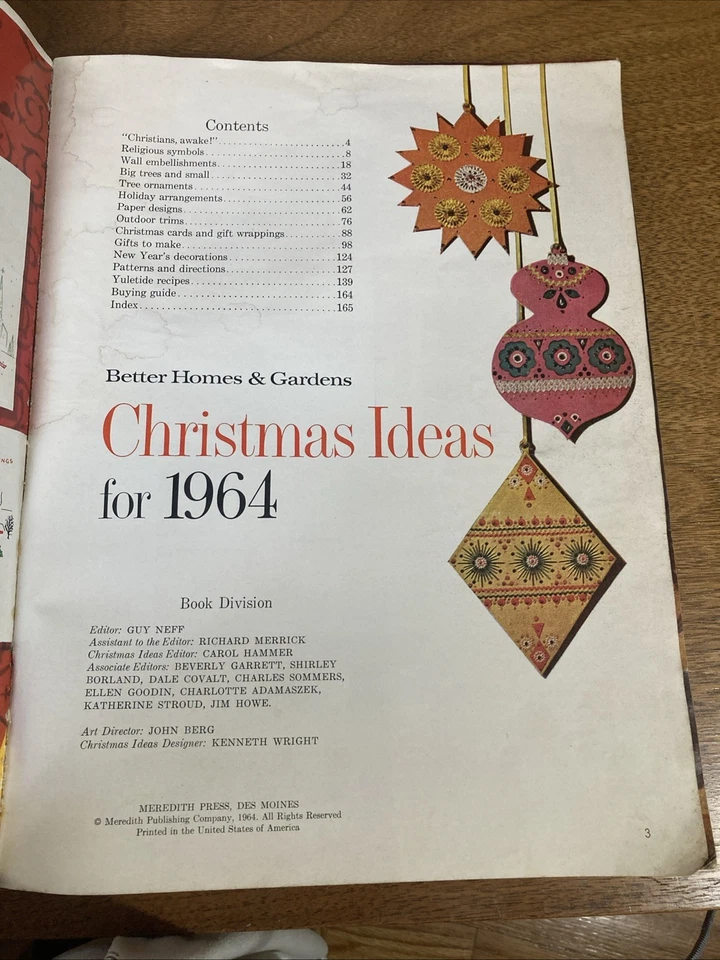 Contents
"Christians, awake!"..........................4
Religious symbols..........................8
Wall embellishments..........................18
Big trees and small..........................32
Tree ornaments..........................44
Holiday arrangements..........................56
Paper designs..........................62
Outdoor trims..........................76
Christmas cards and gift wrappings..........88
Gifts to make..........................98
New Year's decorations......................124
Patterns and directions......................127
Yuletide recipes..........................139
Buying guide..........................164
Index..........................165
Better Homes & Gardens
Christmas Ideas
for 1964
Book Division
Editor: GUY NEFF
Assistant to the Editor: RICHARD MERRICK
Christmas Ideas Editor: CAROL HAMMER
Associate Editors: BEVERLY GARRETT, SHIRLEY
BORLAND, DALE COVALT, CHARLES SOMMERS,
ELLEN GOODIN, CHARLOTTE ADAMASZEK,
KATHERINE STROUD, JIM HOWE.
Art Director: JOHN BERG
Christmas Ideas Designer: KENNETH WRIGHT
MEREDITH PRESS, DES MOINES
© Meredith Publishing Company, 1964. All Rights Reserved
Printed in the United States of America
3